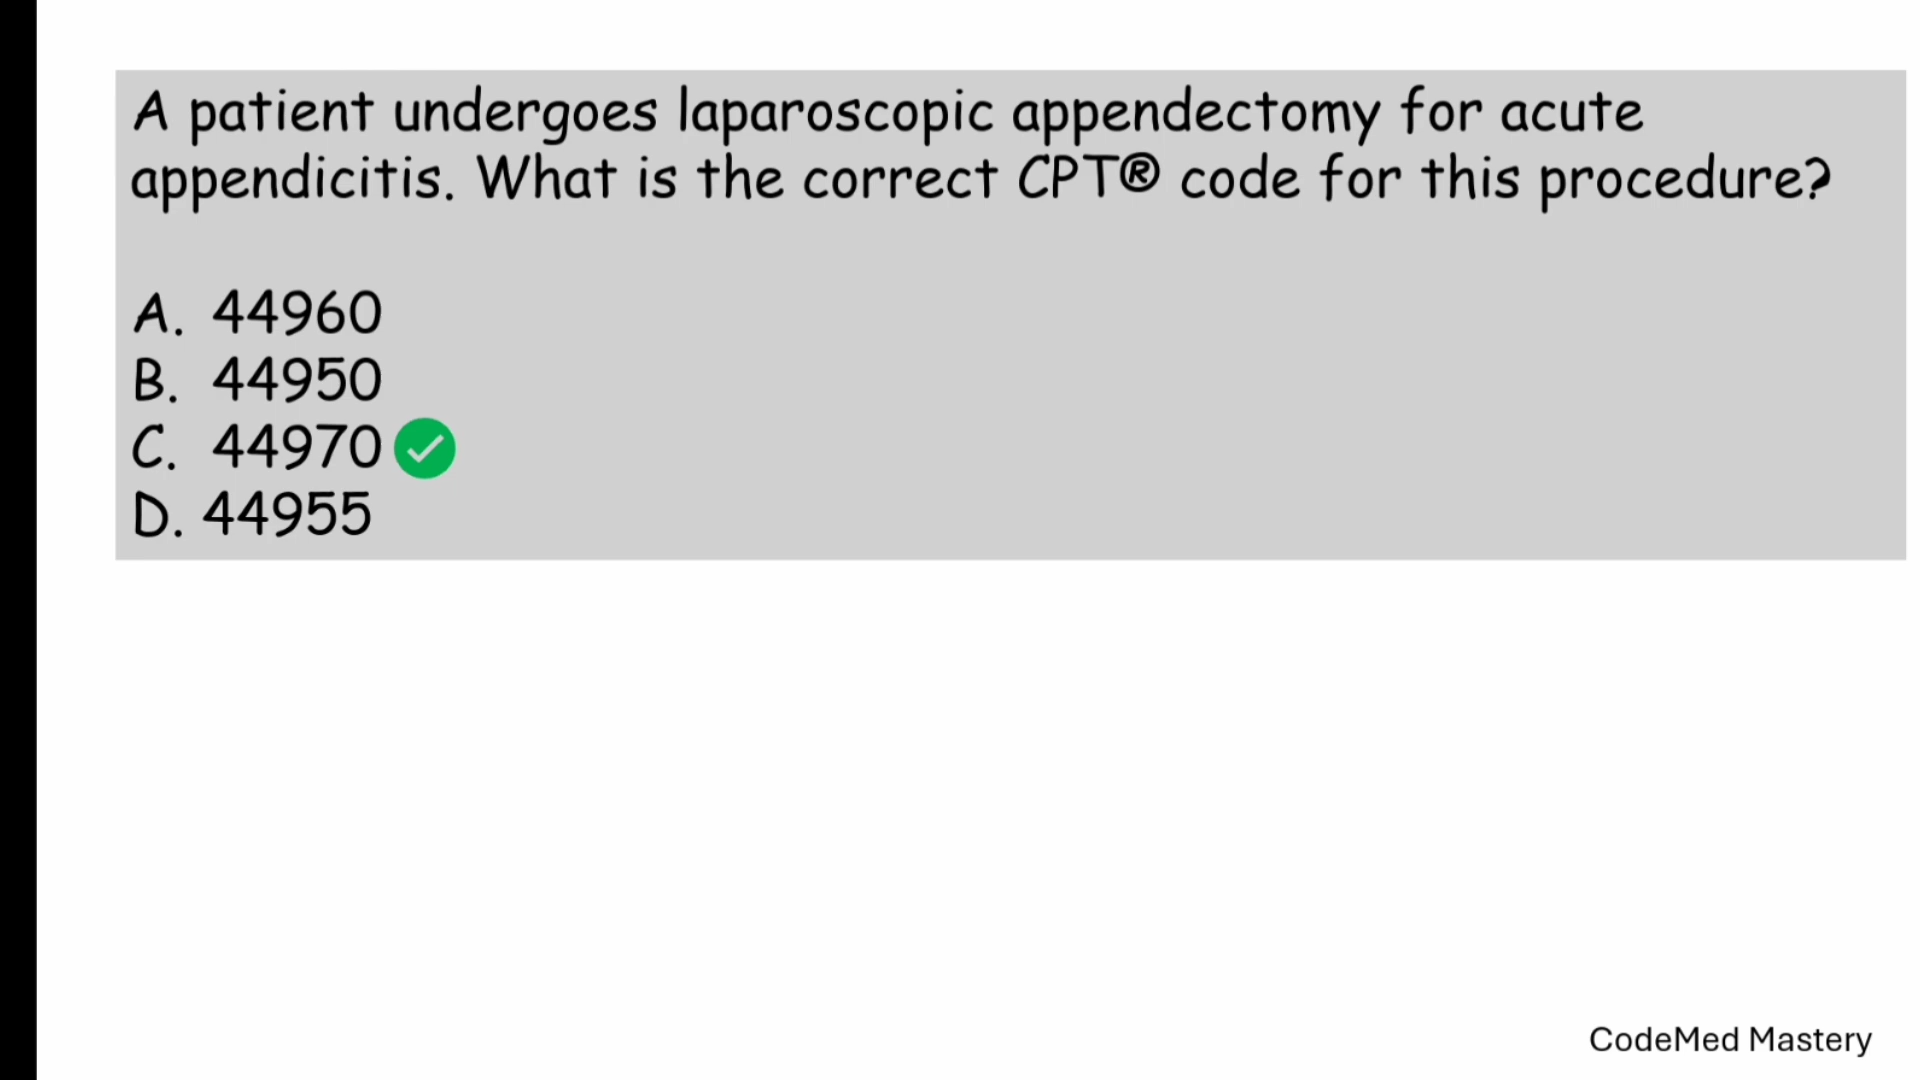 A patient undergoes laparoscopic appendectomy for acute
appendicitis. What is the correct CPT® code for this procedure?
A. 44960
B. 44950
C. 44970
D. 44955
CodeMed Mastery